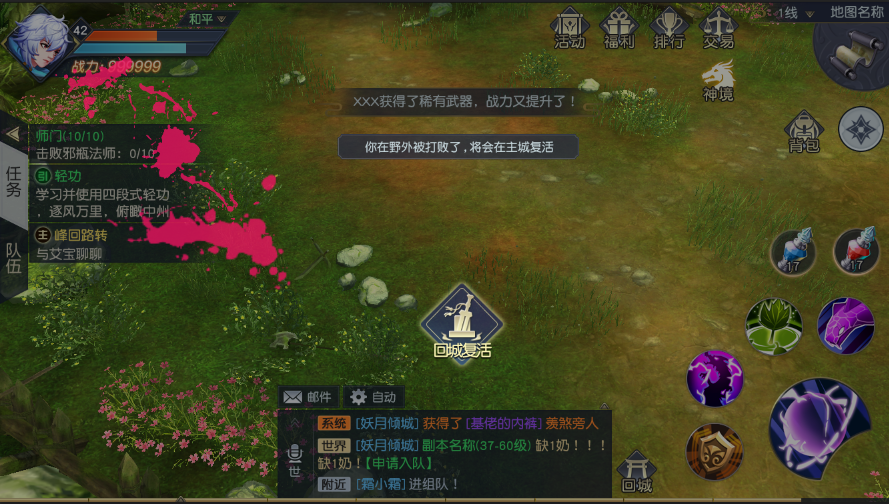 和平
42
战力：999999
活动
福利
排行
交易
1线
地图名称
神境
背包
XXX获得了稀有武器，战力又提升了！
你在野外被打败了，将会在主城复活
任务
队伍
师门(10/10)
击败邪瓶法师：0/10
引 轻功
学习并使用四段式轻功
，逐风万里，俯瞰中州
主 峰回路转
与艾宝聊聊
17
17
回城复活
邮件
自动
系统 [妖月倾城] 获得了 [基佬的内裤] 羡煞旁人
世界 [妖月倾城] 副本名称(37-60级) 缺1奶！！！
缺1奶！【申请入队】
附近 [霜小霜] 进组队！
世
回城